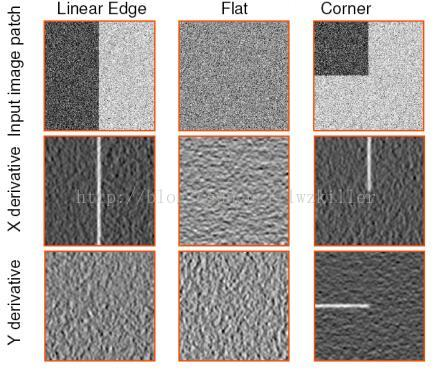 Linear Edge
Flat
Corner
Input image patch
X derivative
Y derivative